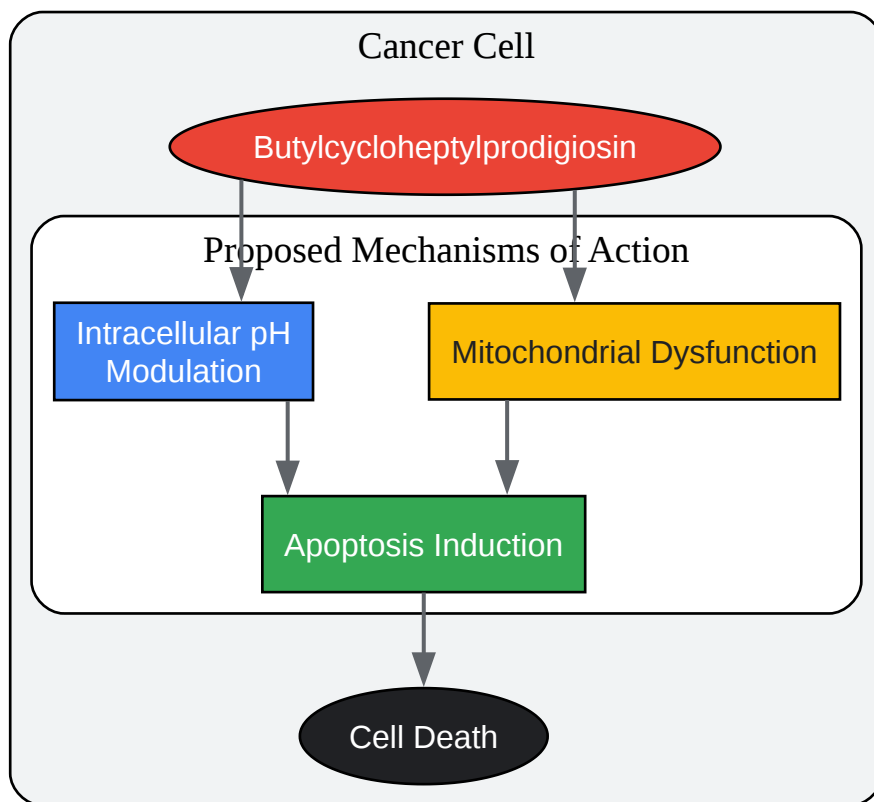 Cancer Cell
Butylcycloheptylprodigiosin
Proposed Mechanisms of Action
Intracellular pH
Modulation
Mitochondrial Dysfunction
Apoptosis Induction
Cell Death